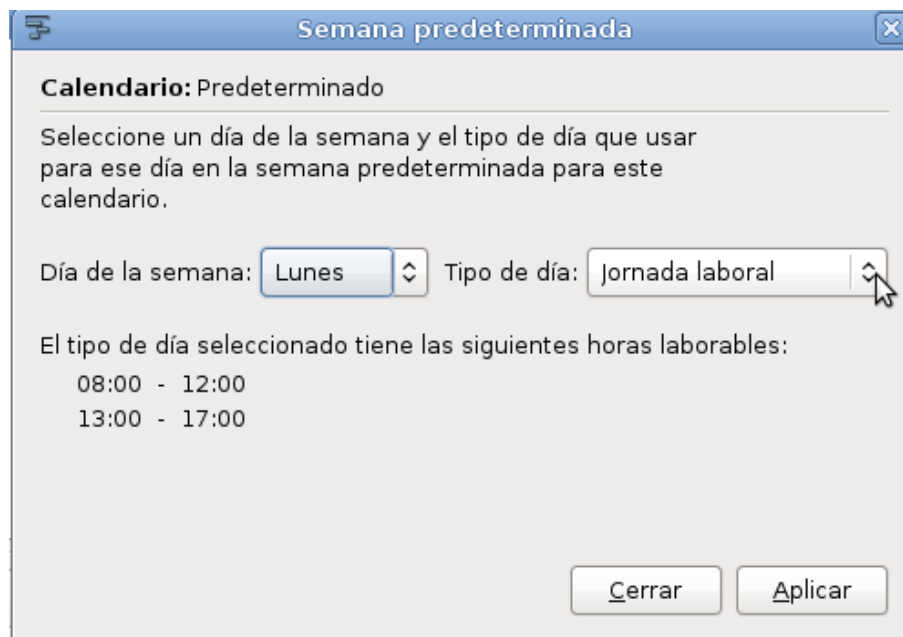 Semana predeterminada
Calendario: Predeterminado
Seleccione un día de la semana y el tipo de día que usar
para ese día en la semana predeterminada para este
calendario.
Día de la semana: Lunes Tipo de día: Jornada laboral
El tipo de día seleccionado tiene las siguientes horas laborables:
08:00 - 12:00
13:00 - 17:00
Cerrar Aplicar